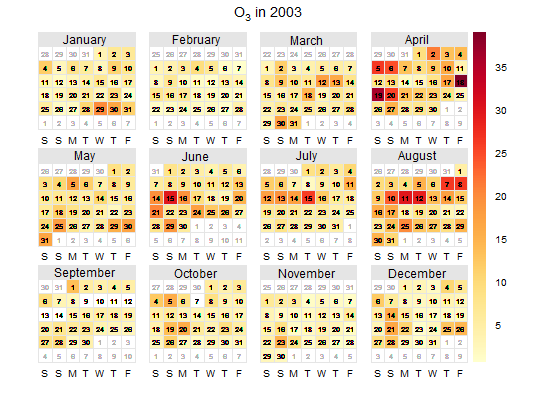 O3 in 2003
January
28 29 30 31 1 2 3
4 5 6 7 8 9 10
11 12 13 14 15 16 17
18 19 20 21 22 23 24
25 26 27 28 29 30 31
1 2 3 4 5 6 7
S S M T W T F
February
25 26 27 28 29 30 31
1 2 3 4 5 6 7
8 9 10 11 12 13 14
15 16 17 18 19 20 21
22 23 24 25 26 27 28
1 2 3 4 5 6 7
S S M T W T F
March
22 23 24 25 26 27 28
1 2 3 4 5 6 7
8 9 10 11 12 13 14
15 16 17 18 19 20 21
22 23 24 25 26 27 28
29 30 31 1 2 3 4
S S M T W T F
April
29 30 31 1 2 3 4
5 6 7 8 9 10 11
12 13 14 15 16 17 18
19 20 21 22 23 24 25
26 27 28 29 30 1 2
3 4 5 6 7 8 9
S S M T W T F
May
26 27 28 29 30 1 2
3 4 5 6 7 8 9
10 11 12 13 14 15 16
17 18 19 20 21 22 23
24 25 26 27 28 29 30
31 1 2 3 4 5 6
S S M T W T F
June
31 1 2 3 4 5 6
7 8 9 10 11 12 13
14 15 16 17 18 19 20
21 22 23 24 25 26 27
28 29 30 1 2 3 4
5 6 7 8 9 10 11
S S M T W T F
July
28 29 30 1 2 3 4
5 6 7 8 9 10 11
12 13 14 15 16 17 18
19 20 21 22 23 24 25
26 27 28 29 30 31 1
2 3 4 5 6 7 8
S S M T W T F
August
26 27 28 29 30 31 1
2 3 4 5 6 7 8
9 10 11 12 13 14 15
16 17 18 19 20 21 22
23 24 25 26 27 28 29
30 31 1 2 3 4 5
S S M T W T F
September
30 31 1 2 3 4 5
6 7 8 9 10 11 12
13 14 15 16 17 18 19
20 21 22 23 24 25 26
27 28 29 30 1 2 3
4 5 6 7 8 9 10
S S M T W T F
October
27 28 29 30 1 2 3
4 5 6 7 8 9 10
11 12 13 14 15 16 17
18 19 20 21 22 23 24
25 26 27 28 29 30 31
1 2 3 4 5 6 7
S S M T W T F
November
25 26 27 28 29 30 31
1 2 3 4 5 6 7
8 9 10 11 12 13 14
15 16 17 18 19 20 21
22 23 24 25 26 27 28
29 30 1 2 3 4 5
S S M T W T F
December
29 30 1 2 3 4 5
6 7 8 9 10 11 12
13 14 15 16 17 18 19
20 21 22 23 24 25 26
27 28 29 30 31 1 2
3 4 5 6 7 8 9
S S M T W T F
35
30
25
20
15
10
5